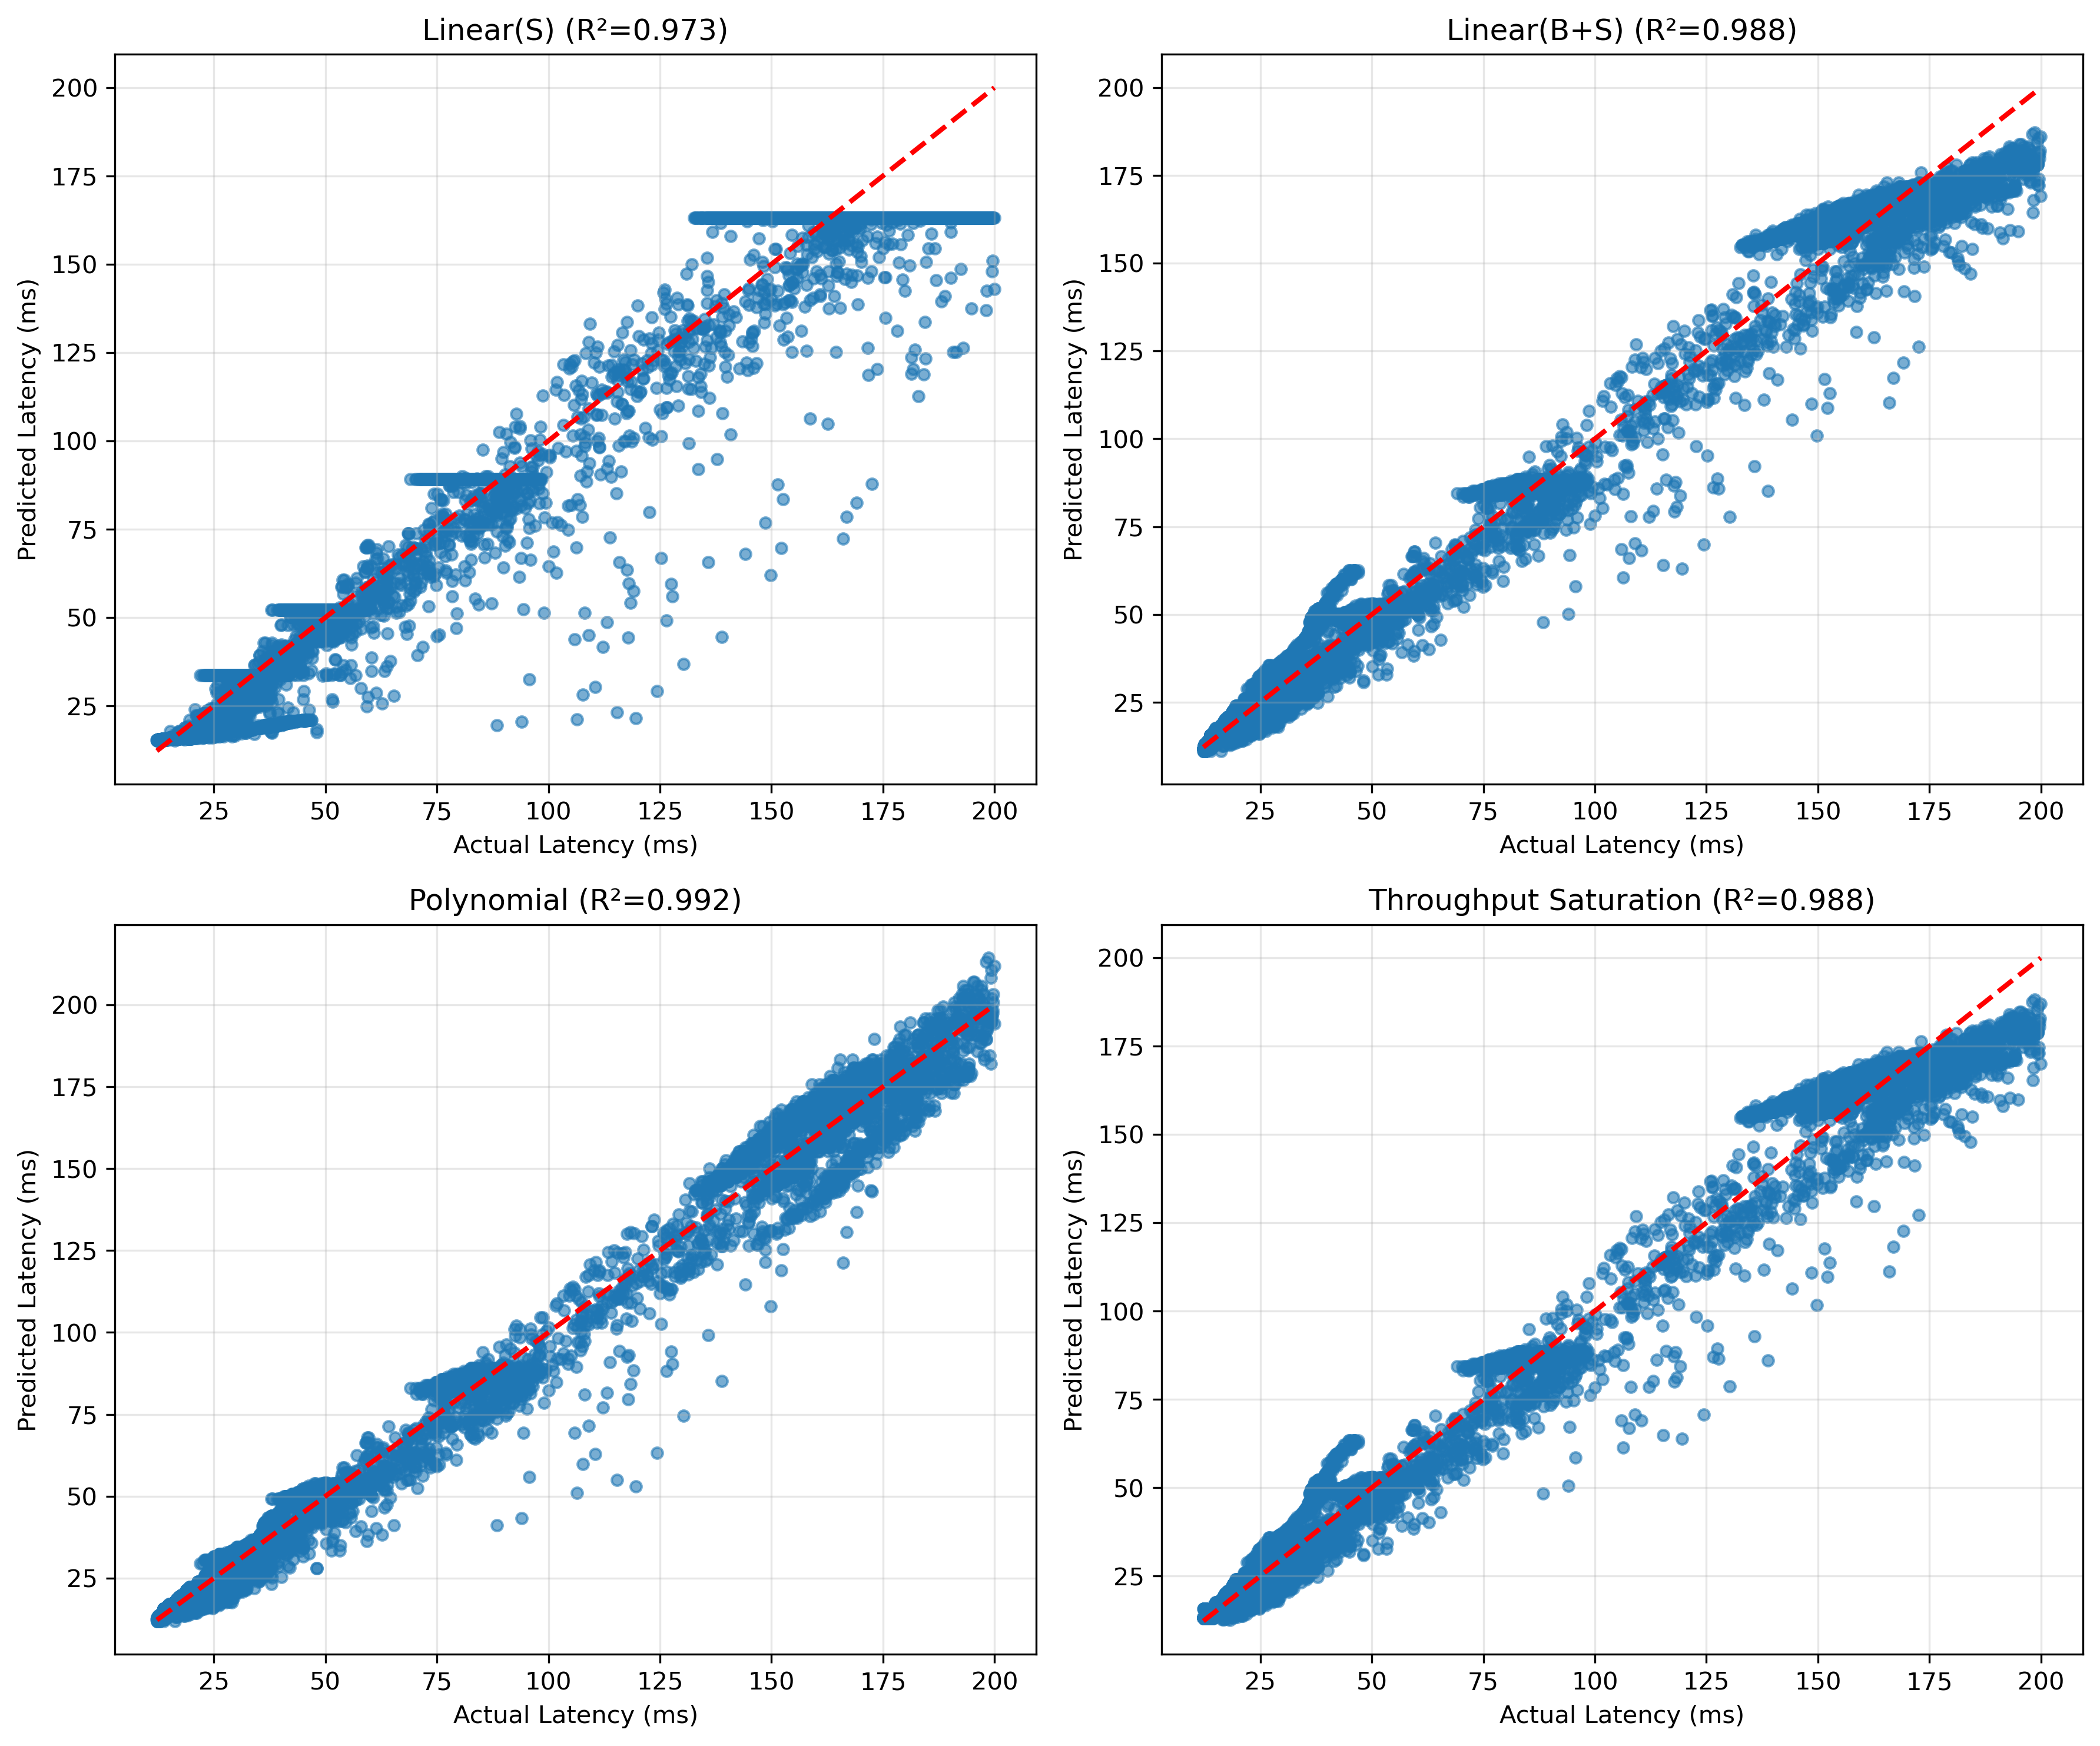 Linear(S) (R²=0.973)
200
175
150
125
100
75
50
25
Predicted Latency (ms)
25 50 75 100 125 150 175 200
Actual Latency (ms)
Linear(B+S) (R²=0.988)
200
175
150
125
100
75
50
25
Predicted Latency (ms)
25 50 75 100 125 150 175 200
Actual Latency (ms)
Polynomial (R²=0.992)
200
175
150
125
100
75
50
25
Predicted Latency (ms)
25 50 75 100 125 150 175 200
Actual Latency (ms)
Throughput Saturation (R²=0.988)
200
175
150
125
100
75
50
25
Predicted Latency (ms)
25 50 75 100 125 150 175 200
Actual Latency (ms)